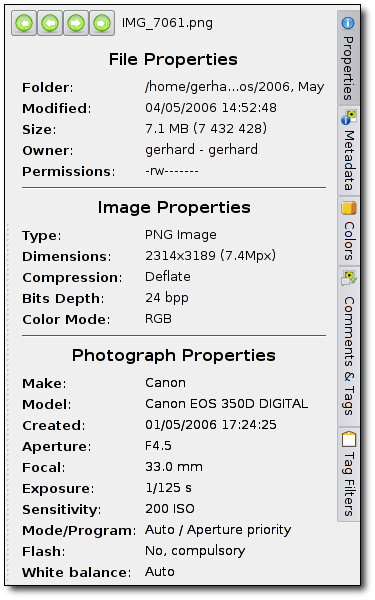 IMG_7061.png
File Properties
Folder: /home/gerha...os/2006, May
Modified: 04/05/2006 14:52:48
Size: 7.1 MB (7 432 428)
Owner: gerhard - gerhard
Permissions: -rw-------
Image Properties
Type: PNG Image
Dimensions: 2314x3189 (7.4Mpx)
Compression: Deflate
Bits Depth: 24 bpp
Color Mode: RGB
Photograph Properties
Make: Canon
Model: Canon EOS 350D DIGITAL
Created: 01/05/2006 17:24:25
Aperture: F4.5
Focal: 33.0 mm
Exposure: 1/125 s
Sensitivity: 200 ISO
Mode/Program: Auto / Aperture priority
Flash: No, compulsory
White balance: Auto
Properties
Metadata
Colors
Comments & Tags
Tag Filters